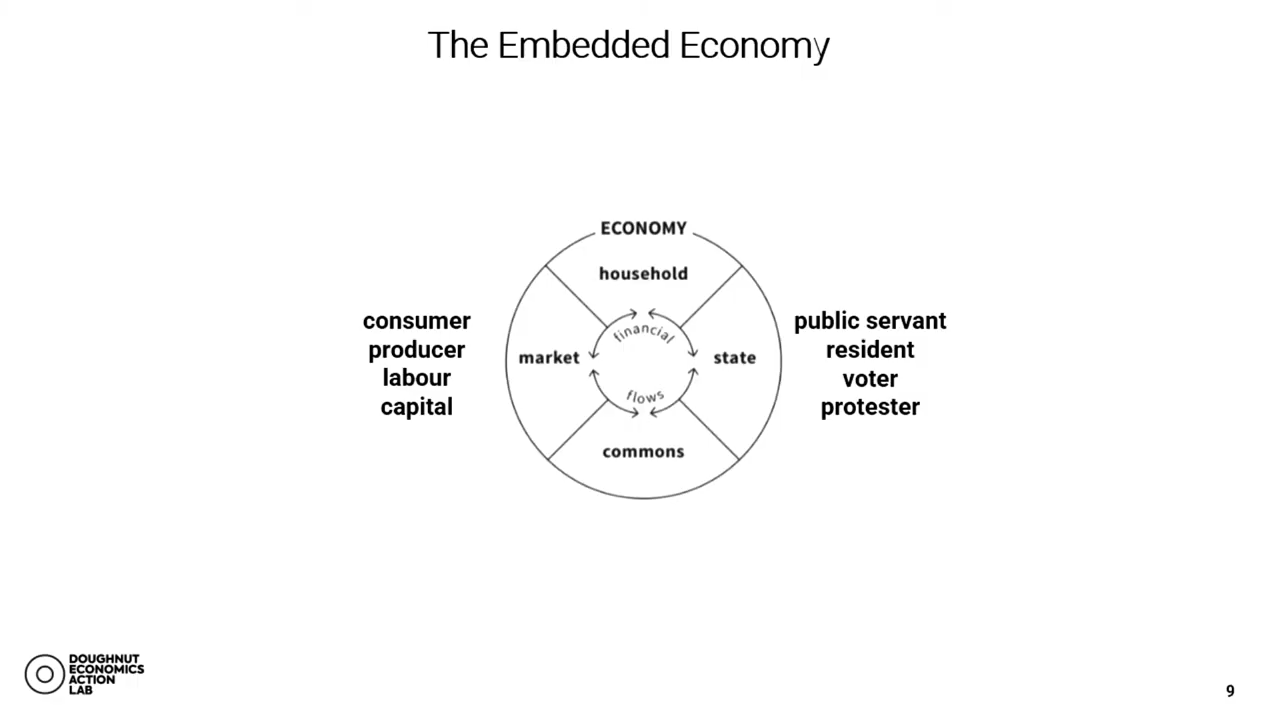 The Embedded Economy
ECONOMY
household
financial
market
state
flows
commons
consumer
producer
labour
capital
public servant
resident
voter
protester
DOUGHNUT
ECONOMICS
ACTION
LAB
9